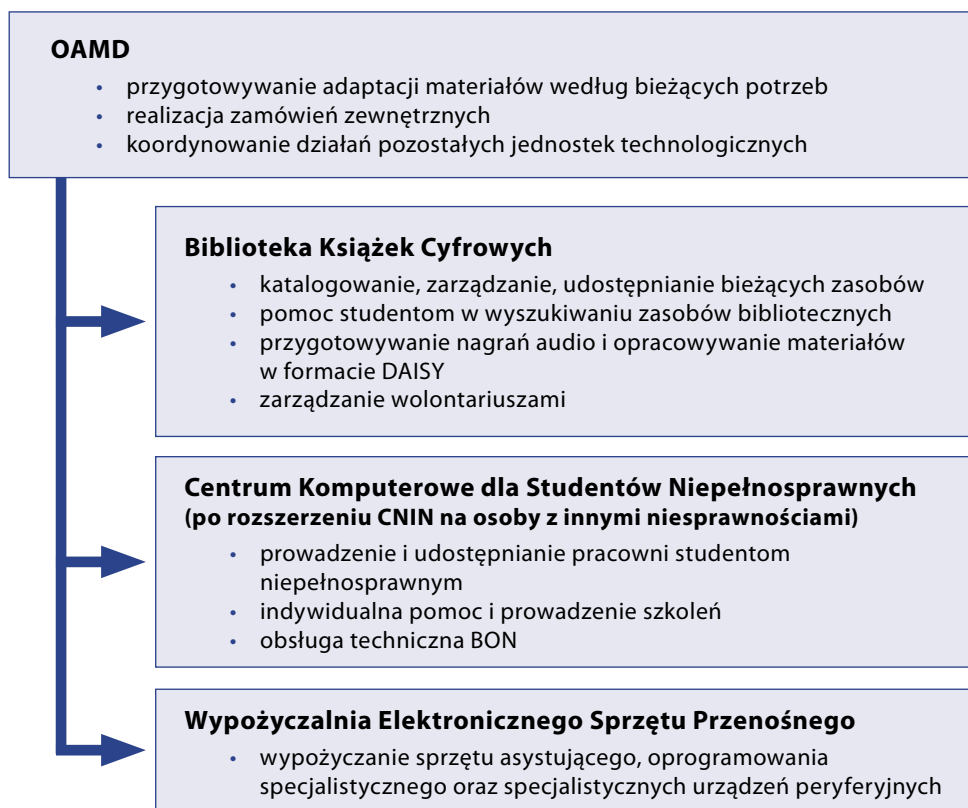 OAMD
• przygotowywanie adaptacji materiałów według bieżących potrzeb
• realizacja zamówień zewnętrznych
• koordynowanie działań pozostałych jednostek technologicznych
Biblioteka Książek Cyfrowych
• katalogowanie, zarządzanie, udostępnianie bieżących zasobów
• pomoc studentom w wyszukiwaniu zasobów bibliotecznych
• przygotowywanie nagrań audio i opracowywanie materiałów
w formacie DAISY
• zarządzanie wolontariuszami
Centrum Komputerowe dla Studentów Niepełnosprawnych
(po rozszerzeniu CNIN na osoby z innymi niesprawnościami)
• prowadzenie i udostępnianie pracowni studentom
niepełnosprawnym
• indywidualna pomoc i prowadzenie szkoleń
• obsługa techniczna BON
Wypożyczalnia Elektronicznego Sprzętu Przenośnego
• wypożyczanie sprzętu asystującego, oprogramowania
specjalistycznego oraz specjalistycznych urządzeń peryferyjnych